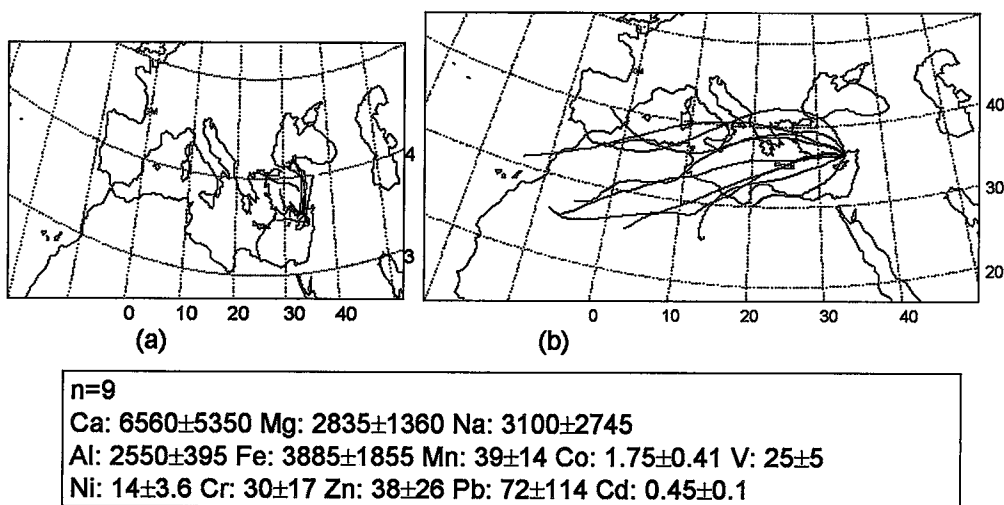 4
3
0 10 20 30 40
(a)
40
30
20
0 10 20 30 40
(b)
n=9
Ca: 6560±5350 Mg: 2835±1360 Na: 3100±2745
Al: 2550±395 Fe: 3885±1855 Mn: 39±14 Co: 1.75±0.41 V: 25±5
Ni: 14±3.6 Cr: 30±17 Zn: 38±26 Pb: 72±114 Cd: 0.45±0.1